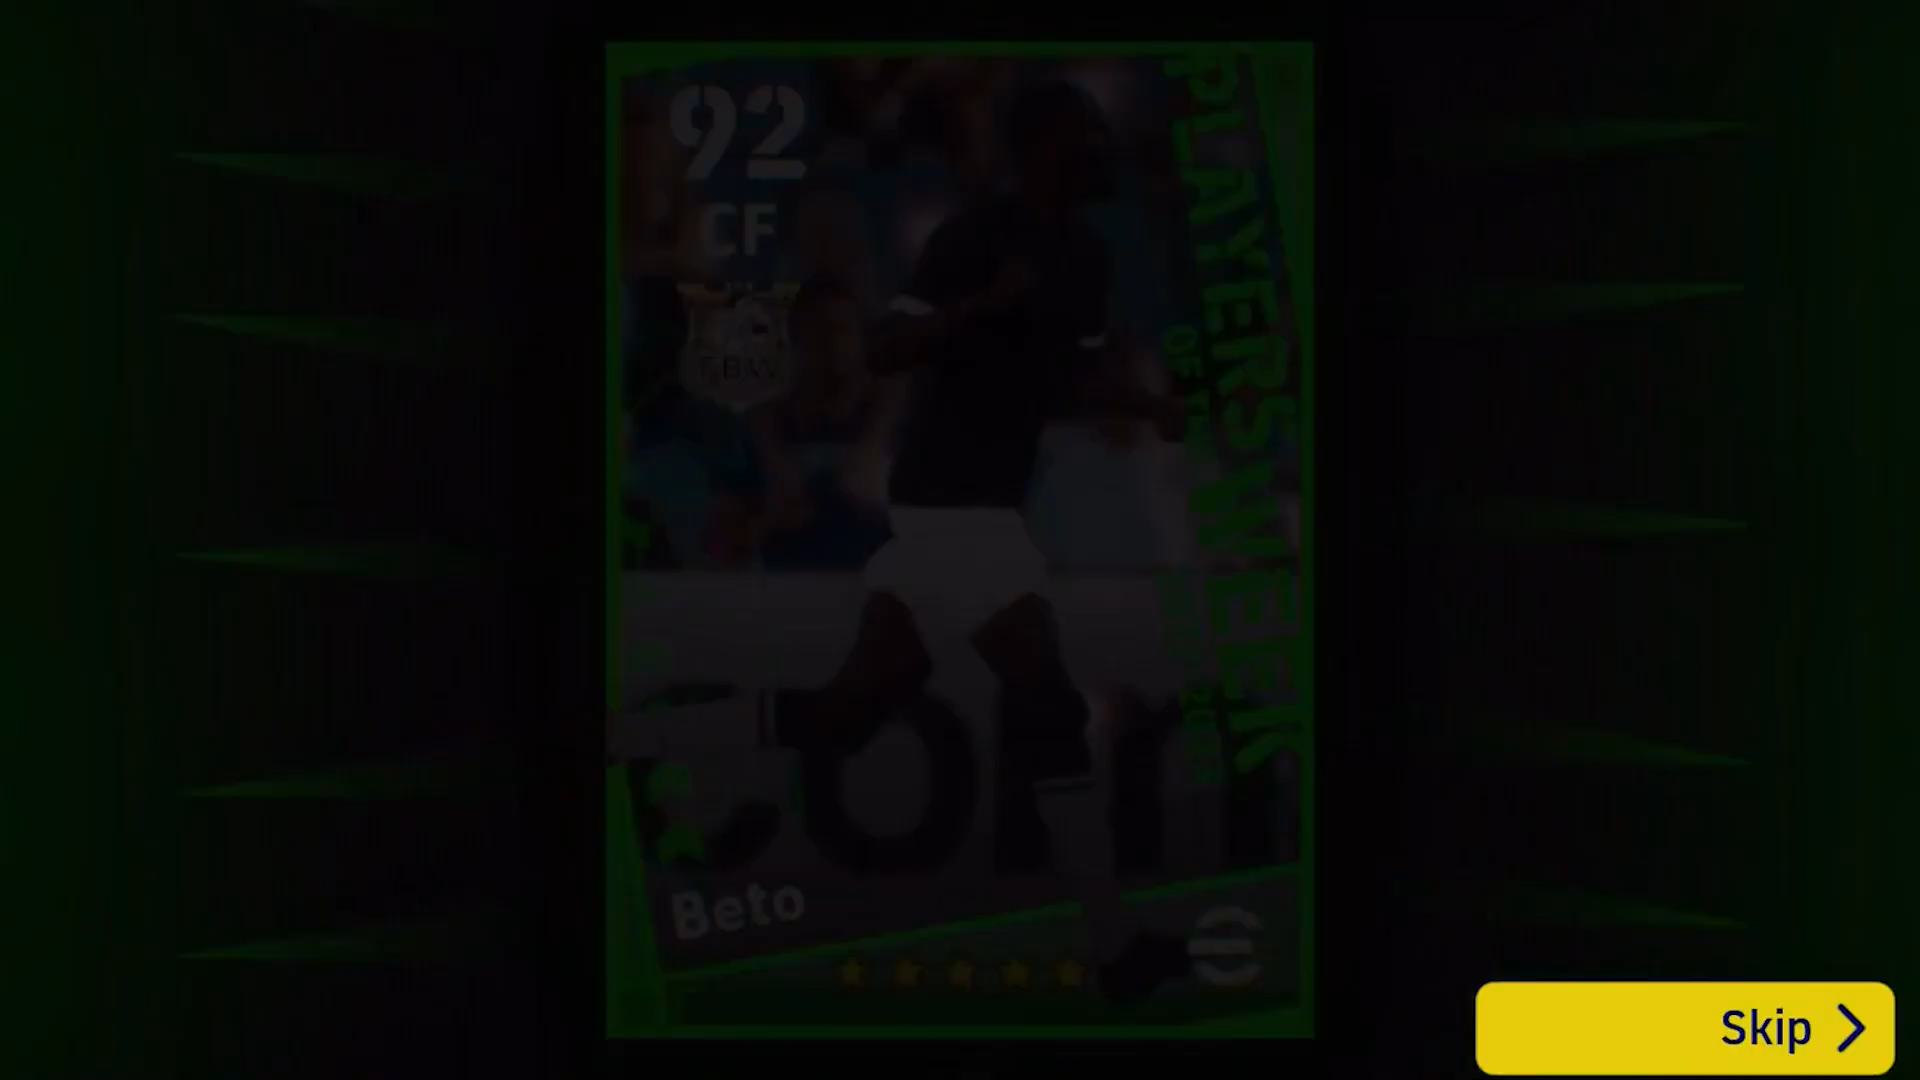 92
CF
PLAYERS
OF THE
WEEK
Beto
Skip